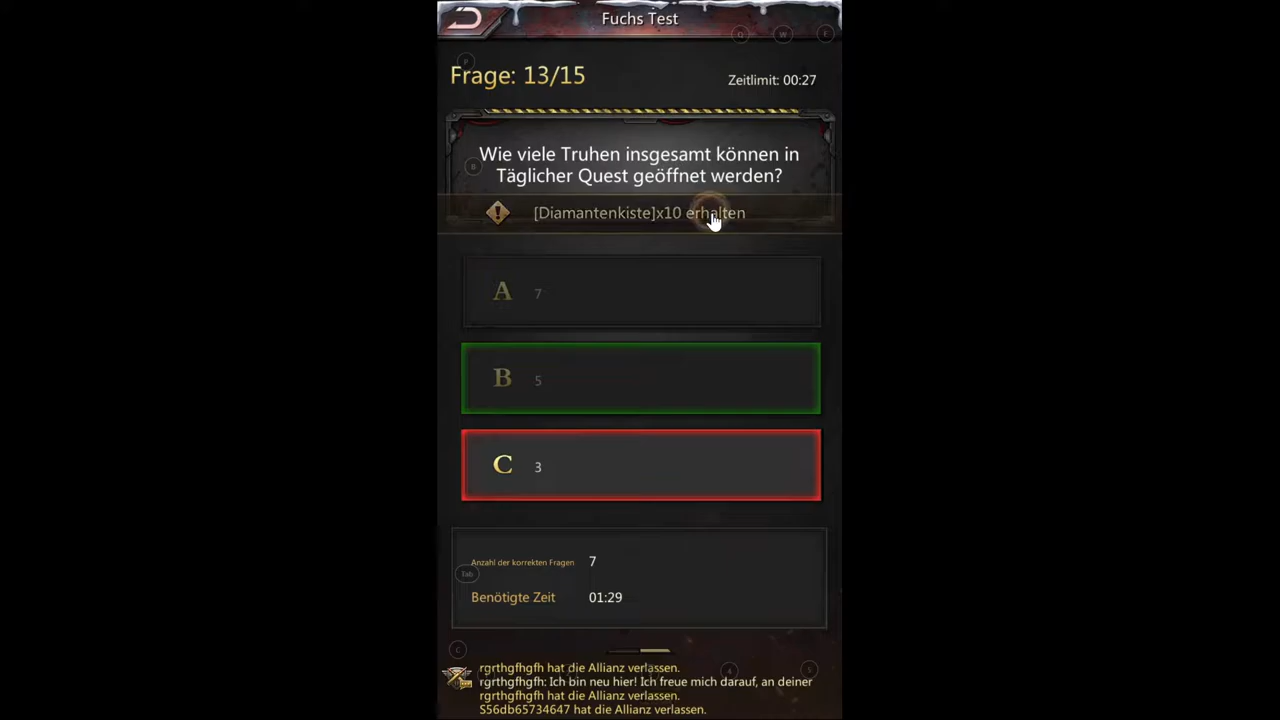 Fuchs Test
Q W E
P
Frage: 13/15
Zeitlimit: 00:27
B
Wie viele Truhen insgesamt können in
Täglicher Quest geöffnet werden?
[Diamantenkiste]x10 erhalten
A 7
B 5
C 3
Anzahl der korrekten Fragen 7
Tab
Benötigte Zeit 01:29
C
rgrthgfhgfh hat die Allianz verlassen.
rgrthgfhgfh: Ich bin neu hier! Ich freue mich darauf, an deiner
rgrthgfhgfh hat die Allianz verlassen.
S56db65734647 hat die Allianz verlassen.